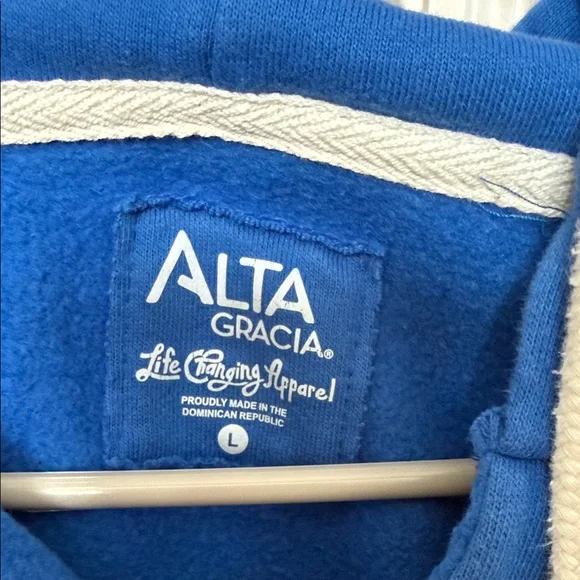 ALTA
GRACIA®
Life Changing Apparel
PROUDLY MADE IN THE
DOMINICAN REPUBLIC
L